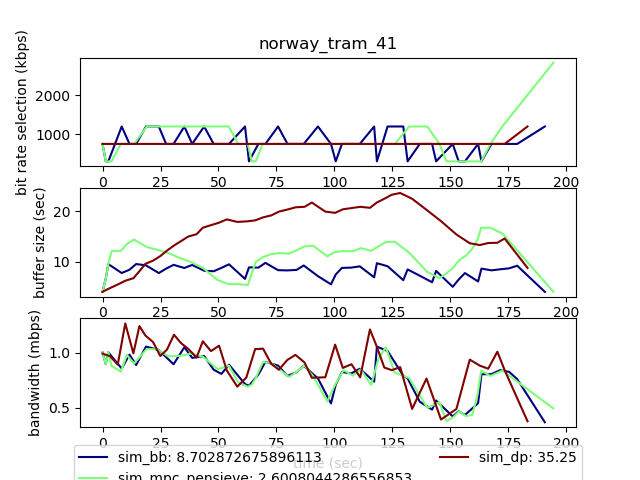 norway_tram_41
bit rate selection (kbps)
2000
1000
0 25 50 75 100 125 150 175 200
buffer size (sec)
20
10
0 25 50 75 100 125 150 175 200
bandwidth (mbps)
1.0
0.5
0 25 50 75 100 125 150 175 200
time (sec)
sim_bb: 8.702872675896113 sim_dp: 35.25
sim_mpc_pensieve: 2.6008044286556853